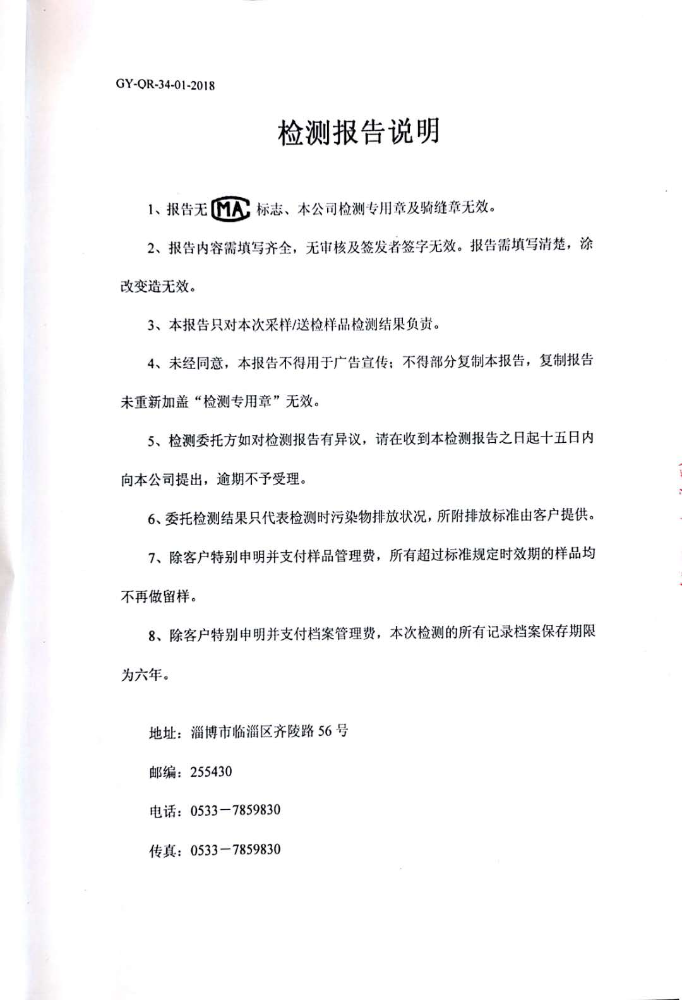 GY-QR-34-01-2018
检测报告说明
1、报告无 MA 标志、本公司检测专用章及骑缝章无效。
2、报告内容需填写齐全，无审核及签发者签字无效。报告需填写清楚，涂
改变造无效。
3、本报告只对本次采样/送检样品检测结果负责。
4、未经同意，本报告不得用于广告宣传；不得部分复制本报告，复制报告
未重新加盖“检测专用章”无效。
5、检测委托方如对检测报告有异议，请在收到本检测报告之日起十五日内
向本公司提出，逾期不予受理。
6、委托检测结果只代表检测时污染物排放状况，所附排放标准由客户提供。
7、除客户特别申明并支付样品管理费，所有超过标准规定时效期的样品均
不再做留样。
8、除客户特别申明并支付档案管理费，本次检测的所有记录档案保存期限
为六年。
地址：淄博市临淄区齐陵路 56 号
邮编：255430
电话：0533－7859830
传真：0533－7859830